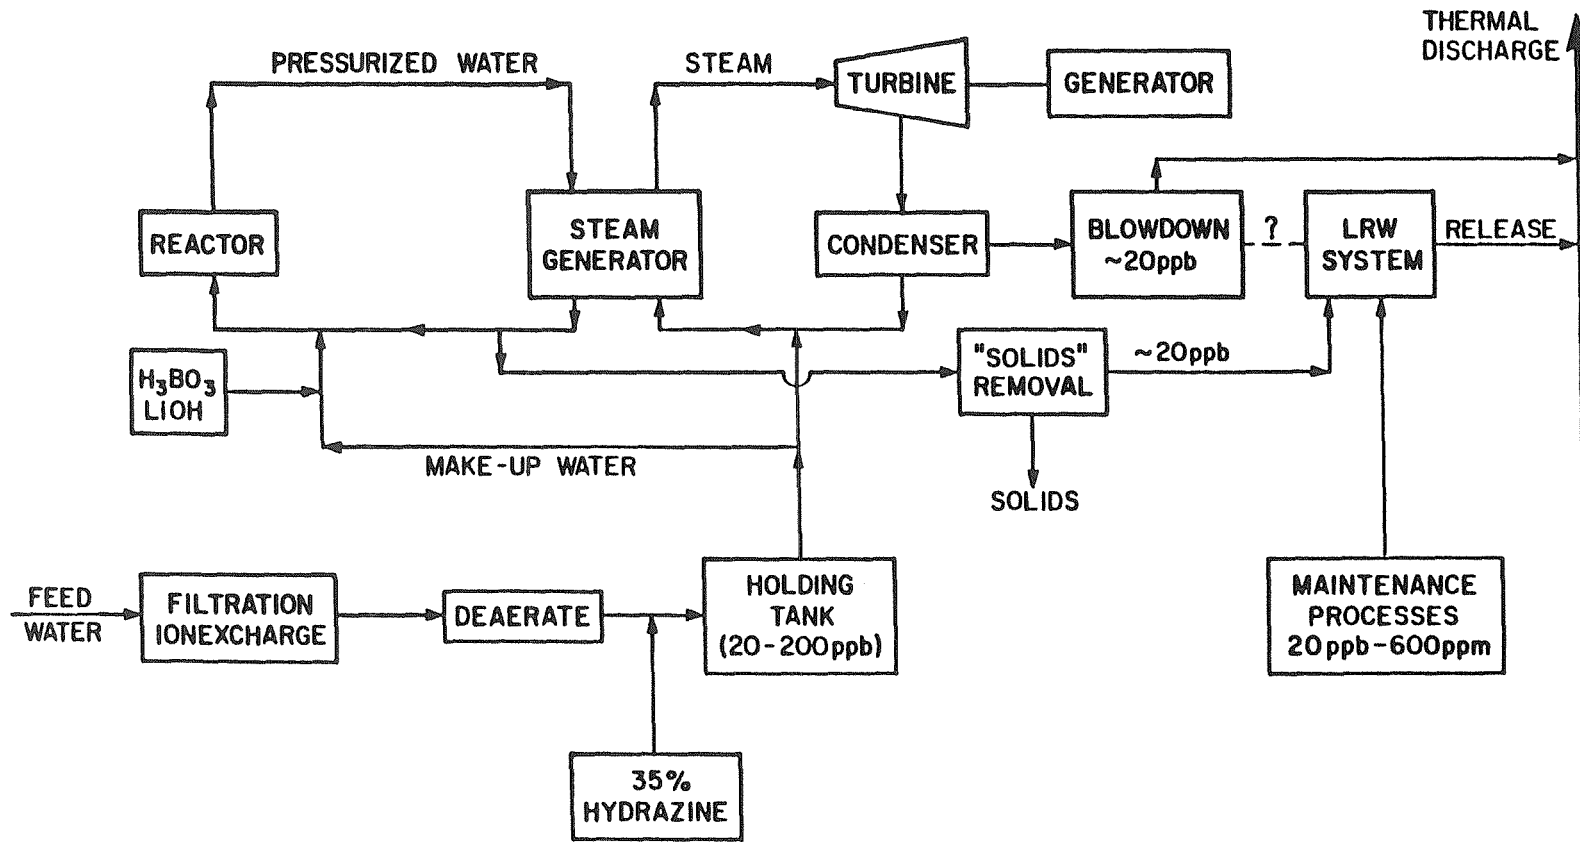 THERMAL
DISCHARGE
PRESSURIZED WATER
STEAM
TURBINE
GENERATOR
REACTOR
STEAM
GENERATOR
CONDENSER
BLOWDOWN
~20ppb
?
LRW
SYSTEM
RELEASE
H₃BO₃
LIOH
"SOLIDS"
REMOVAL
~20ppb
MAKE-UP WATER
SOLIDS
FEED
WATER
FILTRATION
IONEXCHARGE
DEAERATE
HOLDING
TANK
(20-200ppb)
MAINTENANCE
PROCESSES
20ppb-600ppm
35%
HYDRAZINE